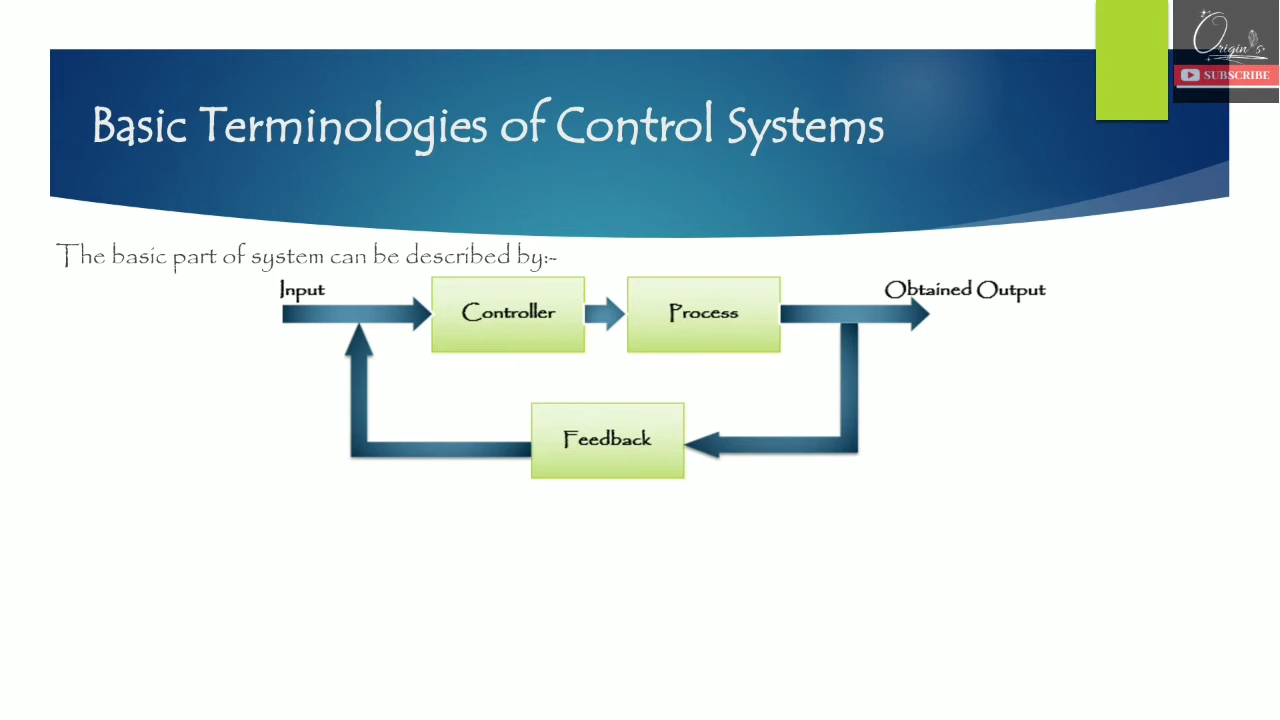 Origin's
SUBSCRIBE
Basic Terminologies of Control Systems
The basic part of system can be described by:-
Input
Controller
Process
Obtained Output
Feedback